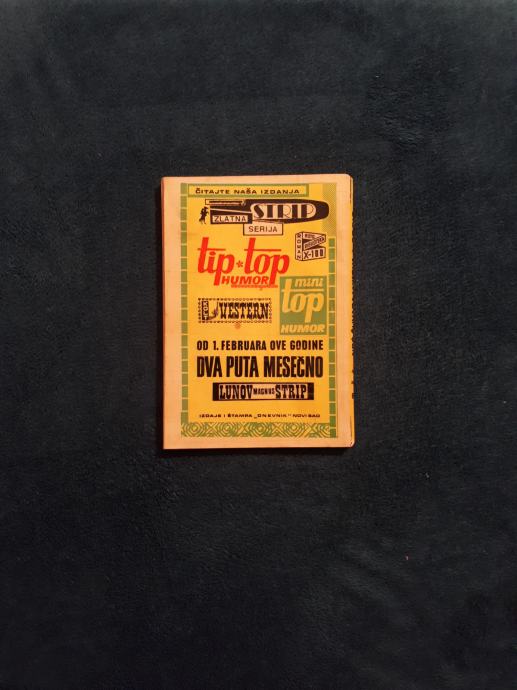 ČITAJTE NAŠA IZDANJA
ZLATNA STRIP
SERIJA
ROMAN
X-100
tip*top
HUMOR
mini
top
HUMOR
WESTERN
OD 1. FEBRUARA OVE GODINE
DVA PUTA MESEČNO
LUNOV MAGNUS STRIP
IZDAJE I ŠTAMPA „DNEVNIK" NOVI SAD